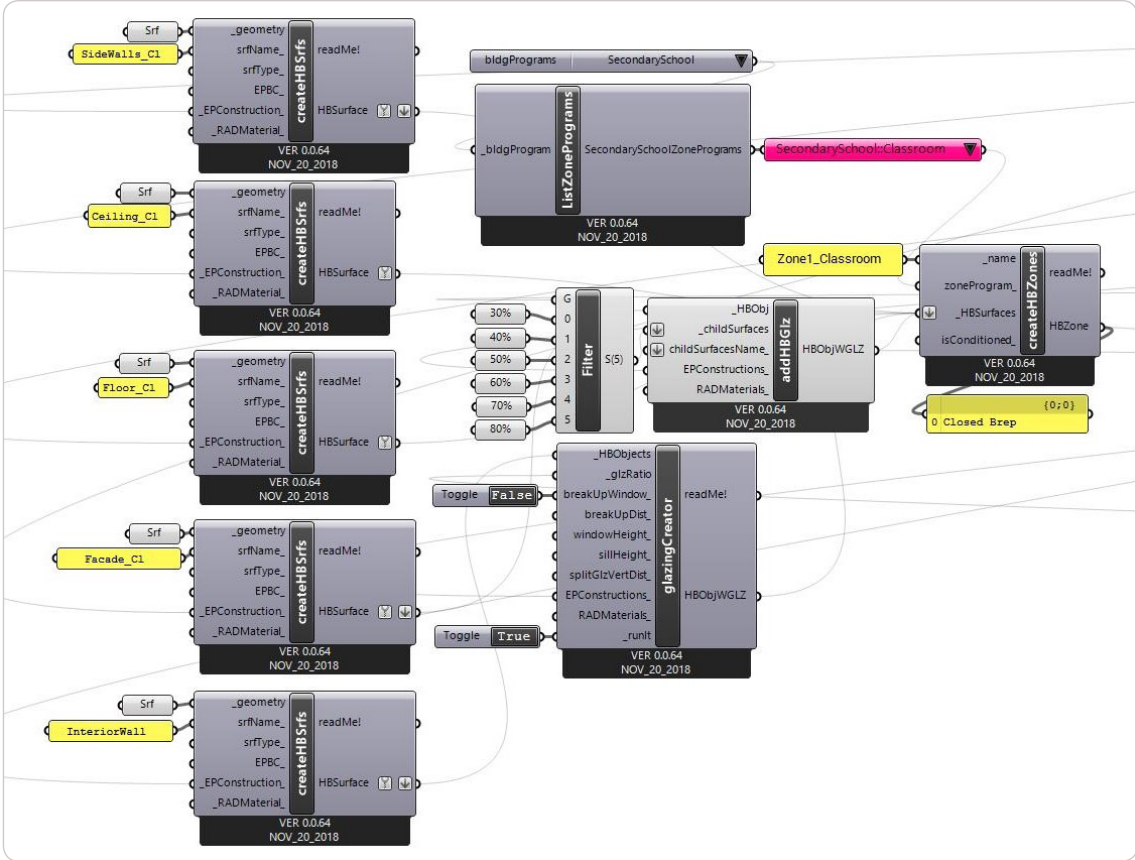 Srf
SideWalls_Cl
_geometry
srfName_
srfType_
EPBC_
_EPConstruction_
_RADMaterial_
createHBSrfs
readMe!
HBSurface
VER 0.0.64
NOV_20_2018
Srf
Ceiling_Cl
_geometry
srfName_
srfType_
EPBC_
_EPConstruction_
_RADMaterial_
createHBSrfs
readMe!
HBSurface
VER 0.0.64
NOV_20_2018
Srf
Floor_Cl
_geometry
srfName_
srfType_
EPBC_
_EPConstruction_
_RADMaterial_
createHBSrfs
readMe!
HBSurface
VER 0.0.64
NOV_20_2018
Srf
Facade_Cl
_geometry
srfName_
srfType_
EPBC_
_EPConstruction_
_RADMaterial_
createHBSrfs
readMe!
HBSurface
VER 0.0.64
NOV_20_2018
Srf
InteriorWall
_geometry
srfName_
srfType_
EPBC_
_EPConstruction_
_RADMaterial_
createHBSrfs
readMe!
HBSurface
VER 0.0.64
NOV_20_2018
bldgPrograms SecondarySchool
_bldgProgram
ListZonePrograms
SecondarySchoolZonePrograms
VER 0.0.64
NOV_20_2018
SecondarySchool::Classroom
30%
40%
50%
60%
70%
80%
G
0
1
2
3
4
5
Filter
S(5)
_HBObj
_childSurfaces
childSurfacesName_
EPConstructions_
RADMaterials_
addHBGlz
HBObjWGLZ
VER 0.0.64
NOV_20_2018
Toggle False
Toggle True
_HBObjects
_glzRatio
breakUpWindow_
breakUpDist_
windowHeight_
sillHeight_
splitGlzVertDist_
EPConstructions_
RADMaterials_
_runIt
glazingCreator
readMe!
HBObjWGLZ
VER 0.0.64
NOV_20_2018
Zone1_Classroom
_name
zoneProgram_
_HBSurfaces
isConditioned_
createHBZones
readMe!
HBZone
VER 0.0.64
NOV_20_2018
{0;0}
0 Closed Brep